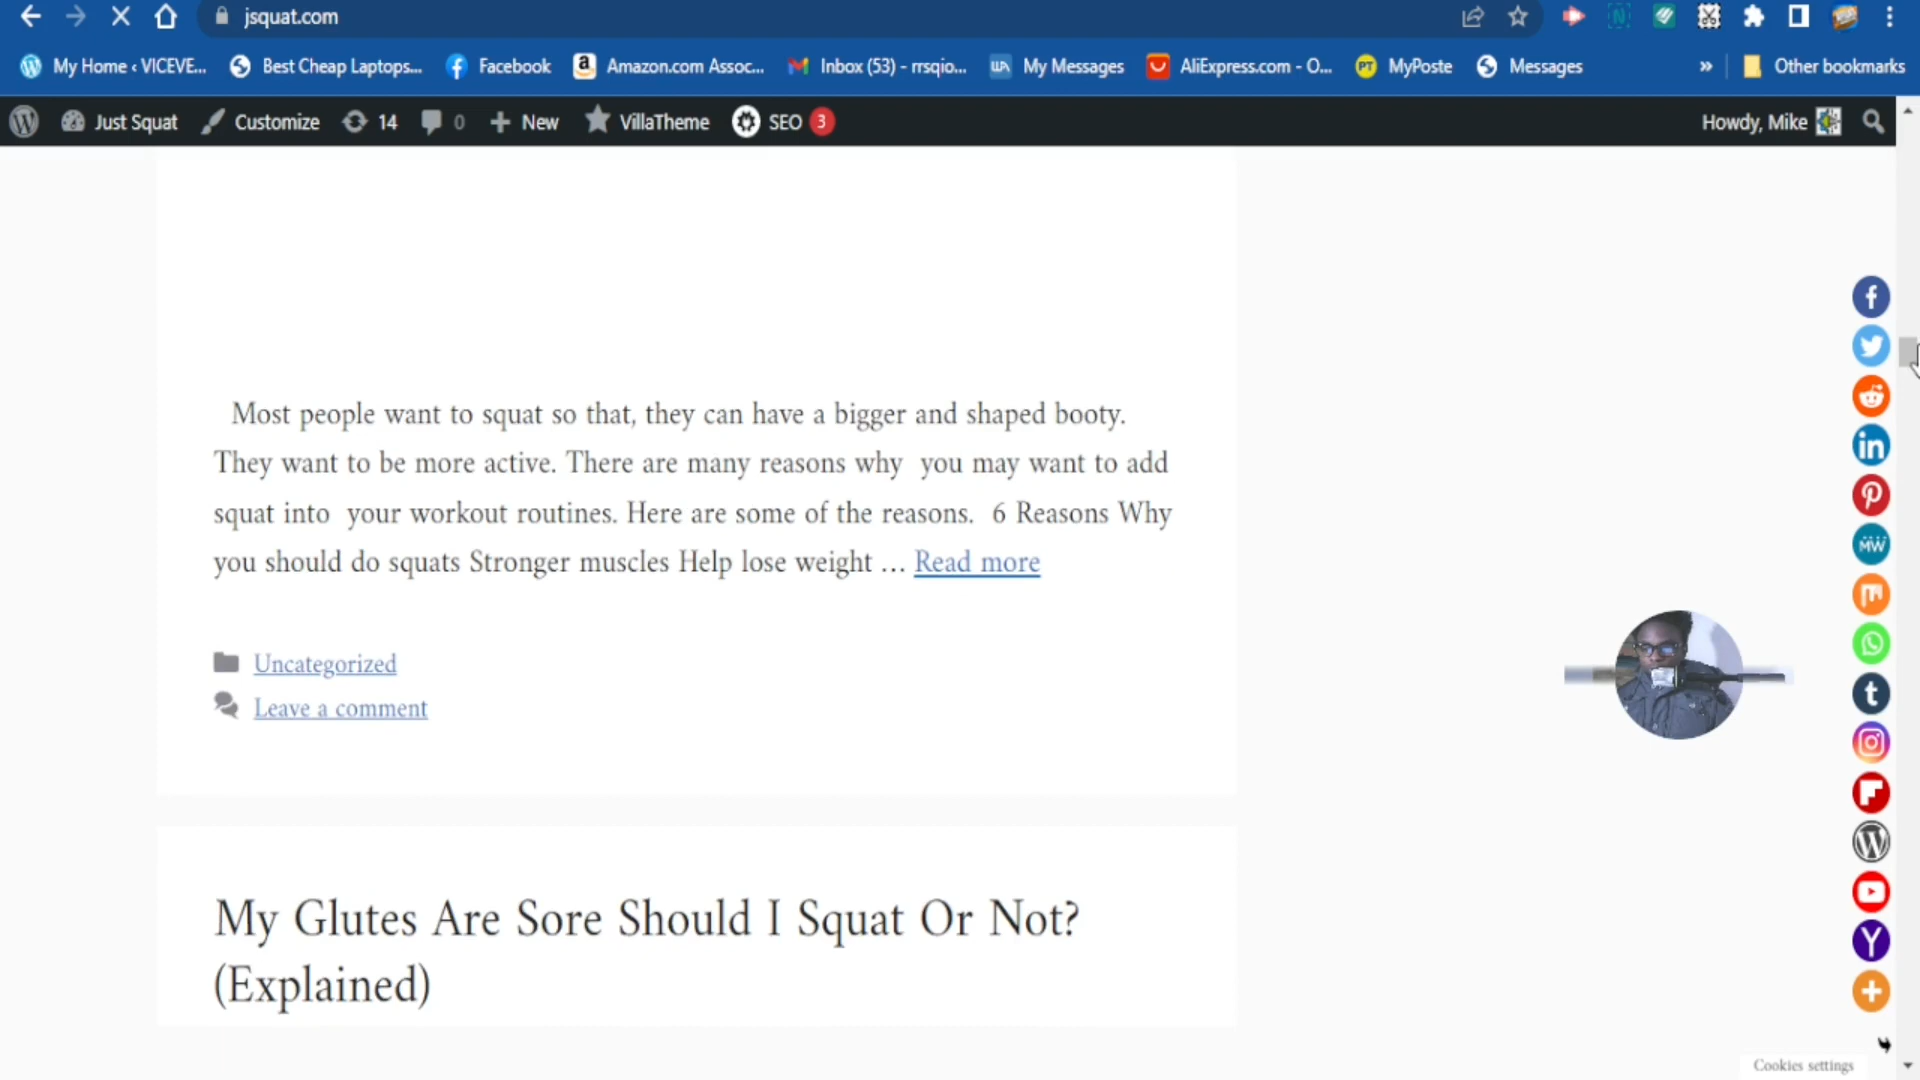 jsquat.com
My Home ‹ VICEVE... Best Cheap Laptops... Facebook Amazon.com Assoc... Inbox (53) - rrsqio... My Messages AliExpress.com - O... MyPoste Messages » Other bookmarks
Just Squat Customize 14 0 New VillaTheme SEO 3 Howdy, Mike
Most people want to squat so that, they can have a bigger and shaped booty.
They want to be more active. There are many reasons why you may want to add
squat into your workout routines. Here are some of the reasons. 6 Reasons Why
you should do squats Stronger muscles Help lose weight … Read more
Uncategorized
Leave a comment
My Glutes Are Sore Should I Squat Or Not?
(Explained)
Cookies settings